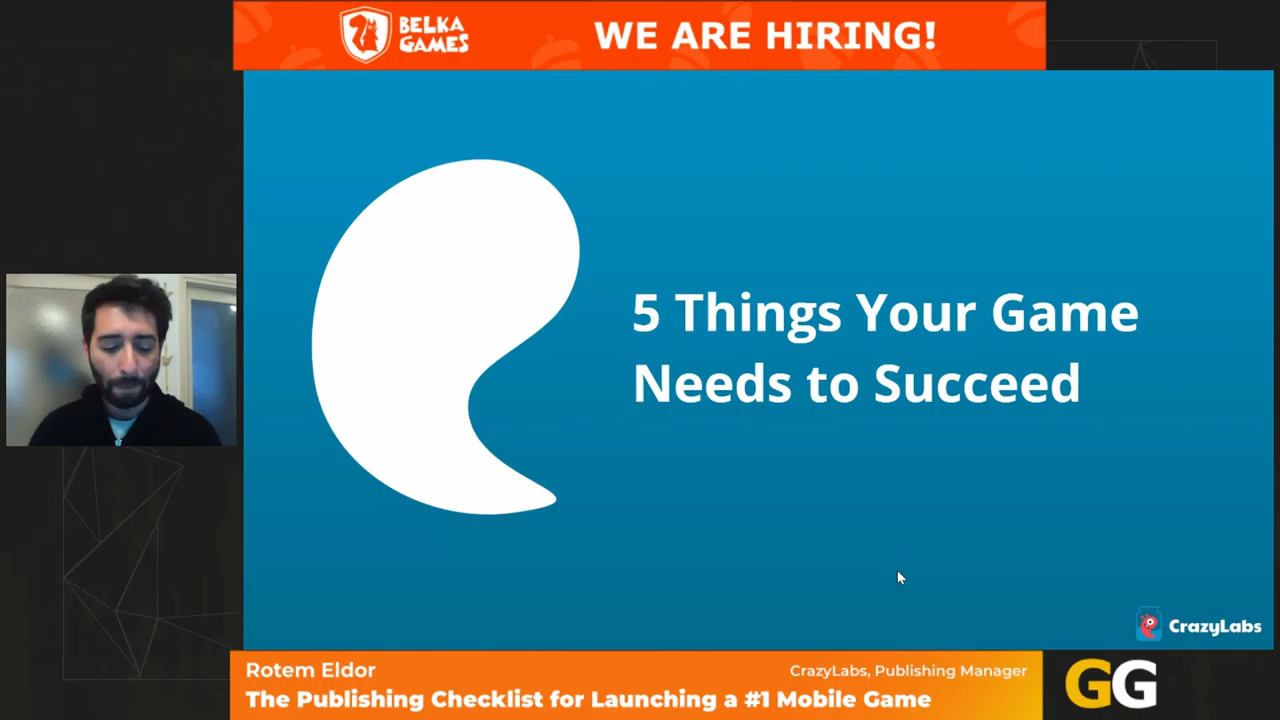 BELKA
GAMES
WE ARE HIRING!
5 Things Your Game
Needs to Succeed
CrazyLabs
Rotem Eldor
CrazyLabs, Publishing Manager
The Publishing Checklist for Launching a #1 Mobile Game
GG